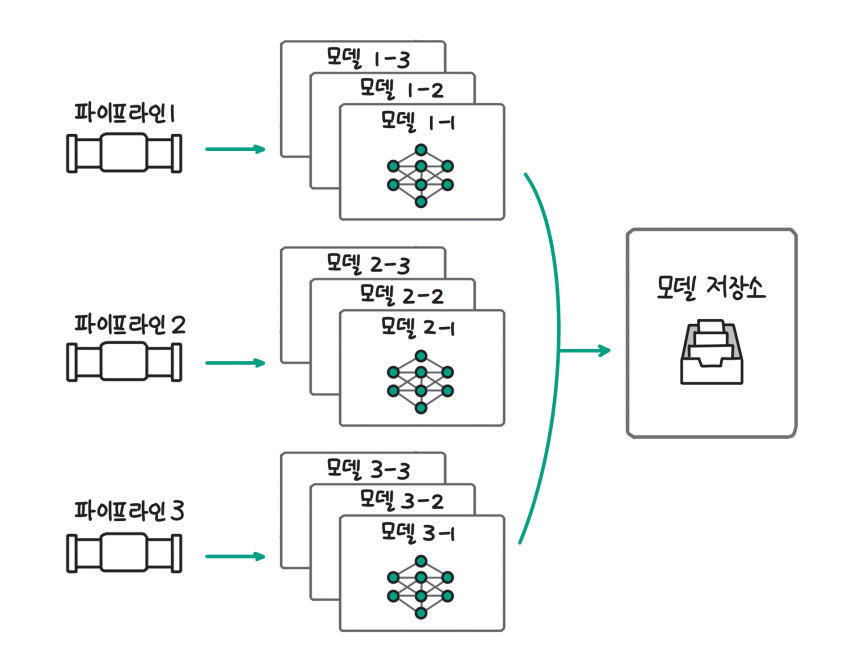 파이프라인1
모델 1-3
모델 1-2
모델 1-1
파이프라인2
모델 2-3
모델 2-2
모델 2-1
파이프라인3
모델 3-3
모델 3-2
모델 3-1
모델 저장소